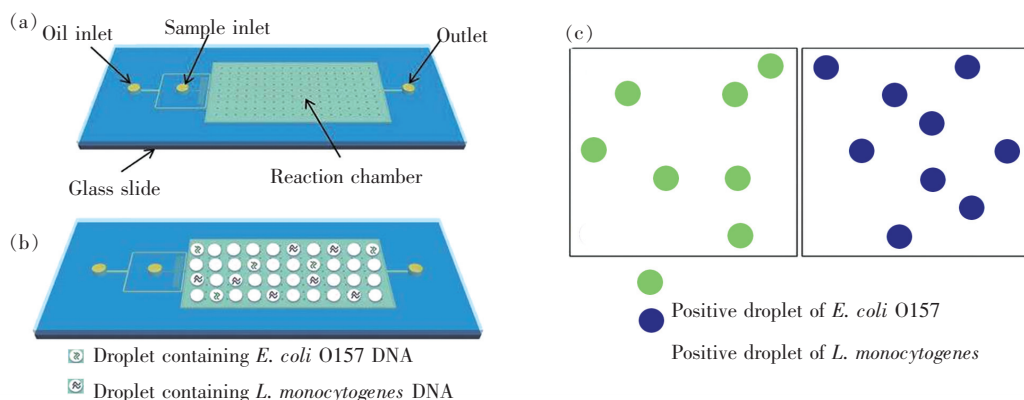 (a)
Oil inlet
Sample inlet
Outlet
Glass slide
Reaction chamber
(b)
Droplet containing E. coli O157 DNA
Droplet containing L. monocytogenes DNA
(c)
Positive droplet of E. coli O157
Positive droplet of L. monocytogenes